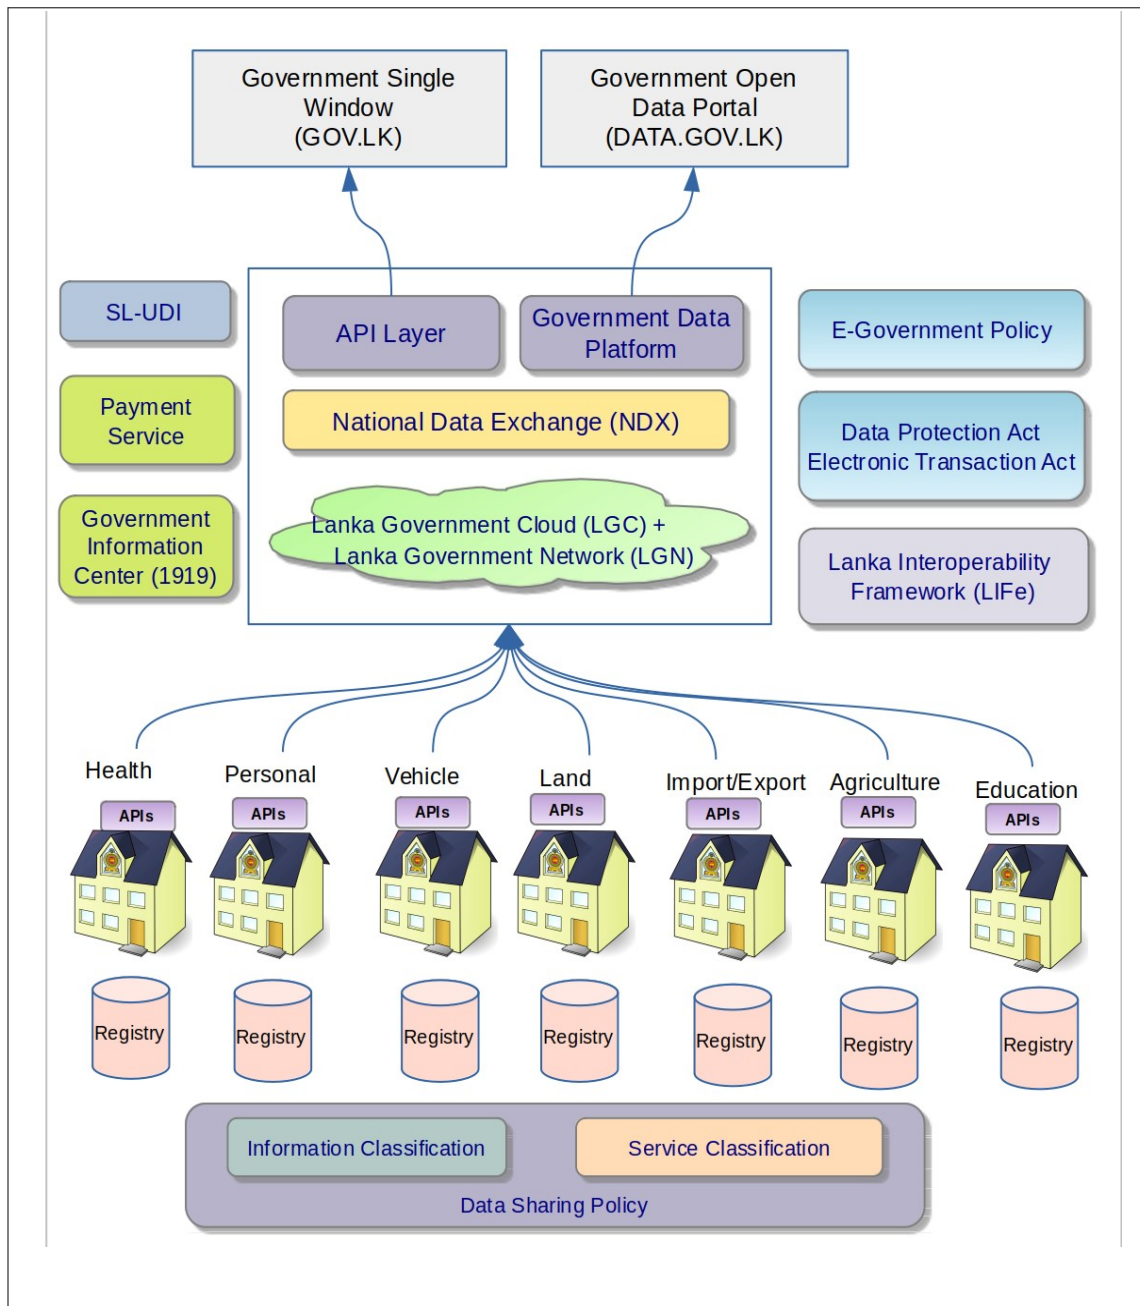 Government Single
Window
(GOV.LK)
Government Open
Data Portal
(DATA.GOV.LK)
SL-UDI
Payment
Service
Government
Information
Center (1919)
API Layer
Government Data
Platform
National Data Exchange (NDX)
Lanka Government Cloud (LGC) +
Lanka Government Network (LGN)
E-Government Policy
Data Protection Act
Electronic Transaction Act
Lanka Interoperability
Framework (LIFe)
Health
Personal
Vehicle
Land
Import/Export
Agriculture
Education
APIs
APIs
APIs
APIs
APIs
APIs
APIs
Registry
Registry
Registry
Registry
Registry
Registry
Registry
Information Classification
Service Classification
Data Sharing Policy